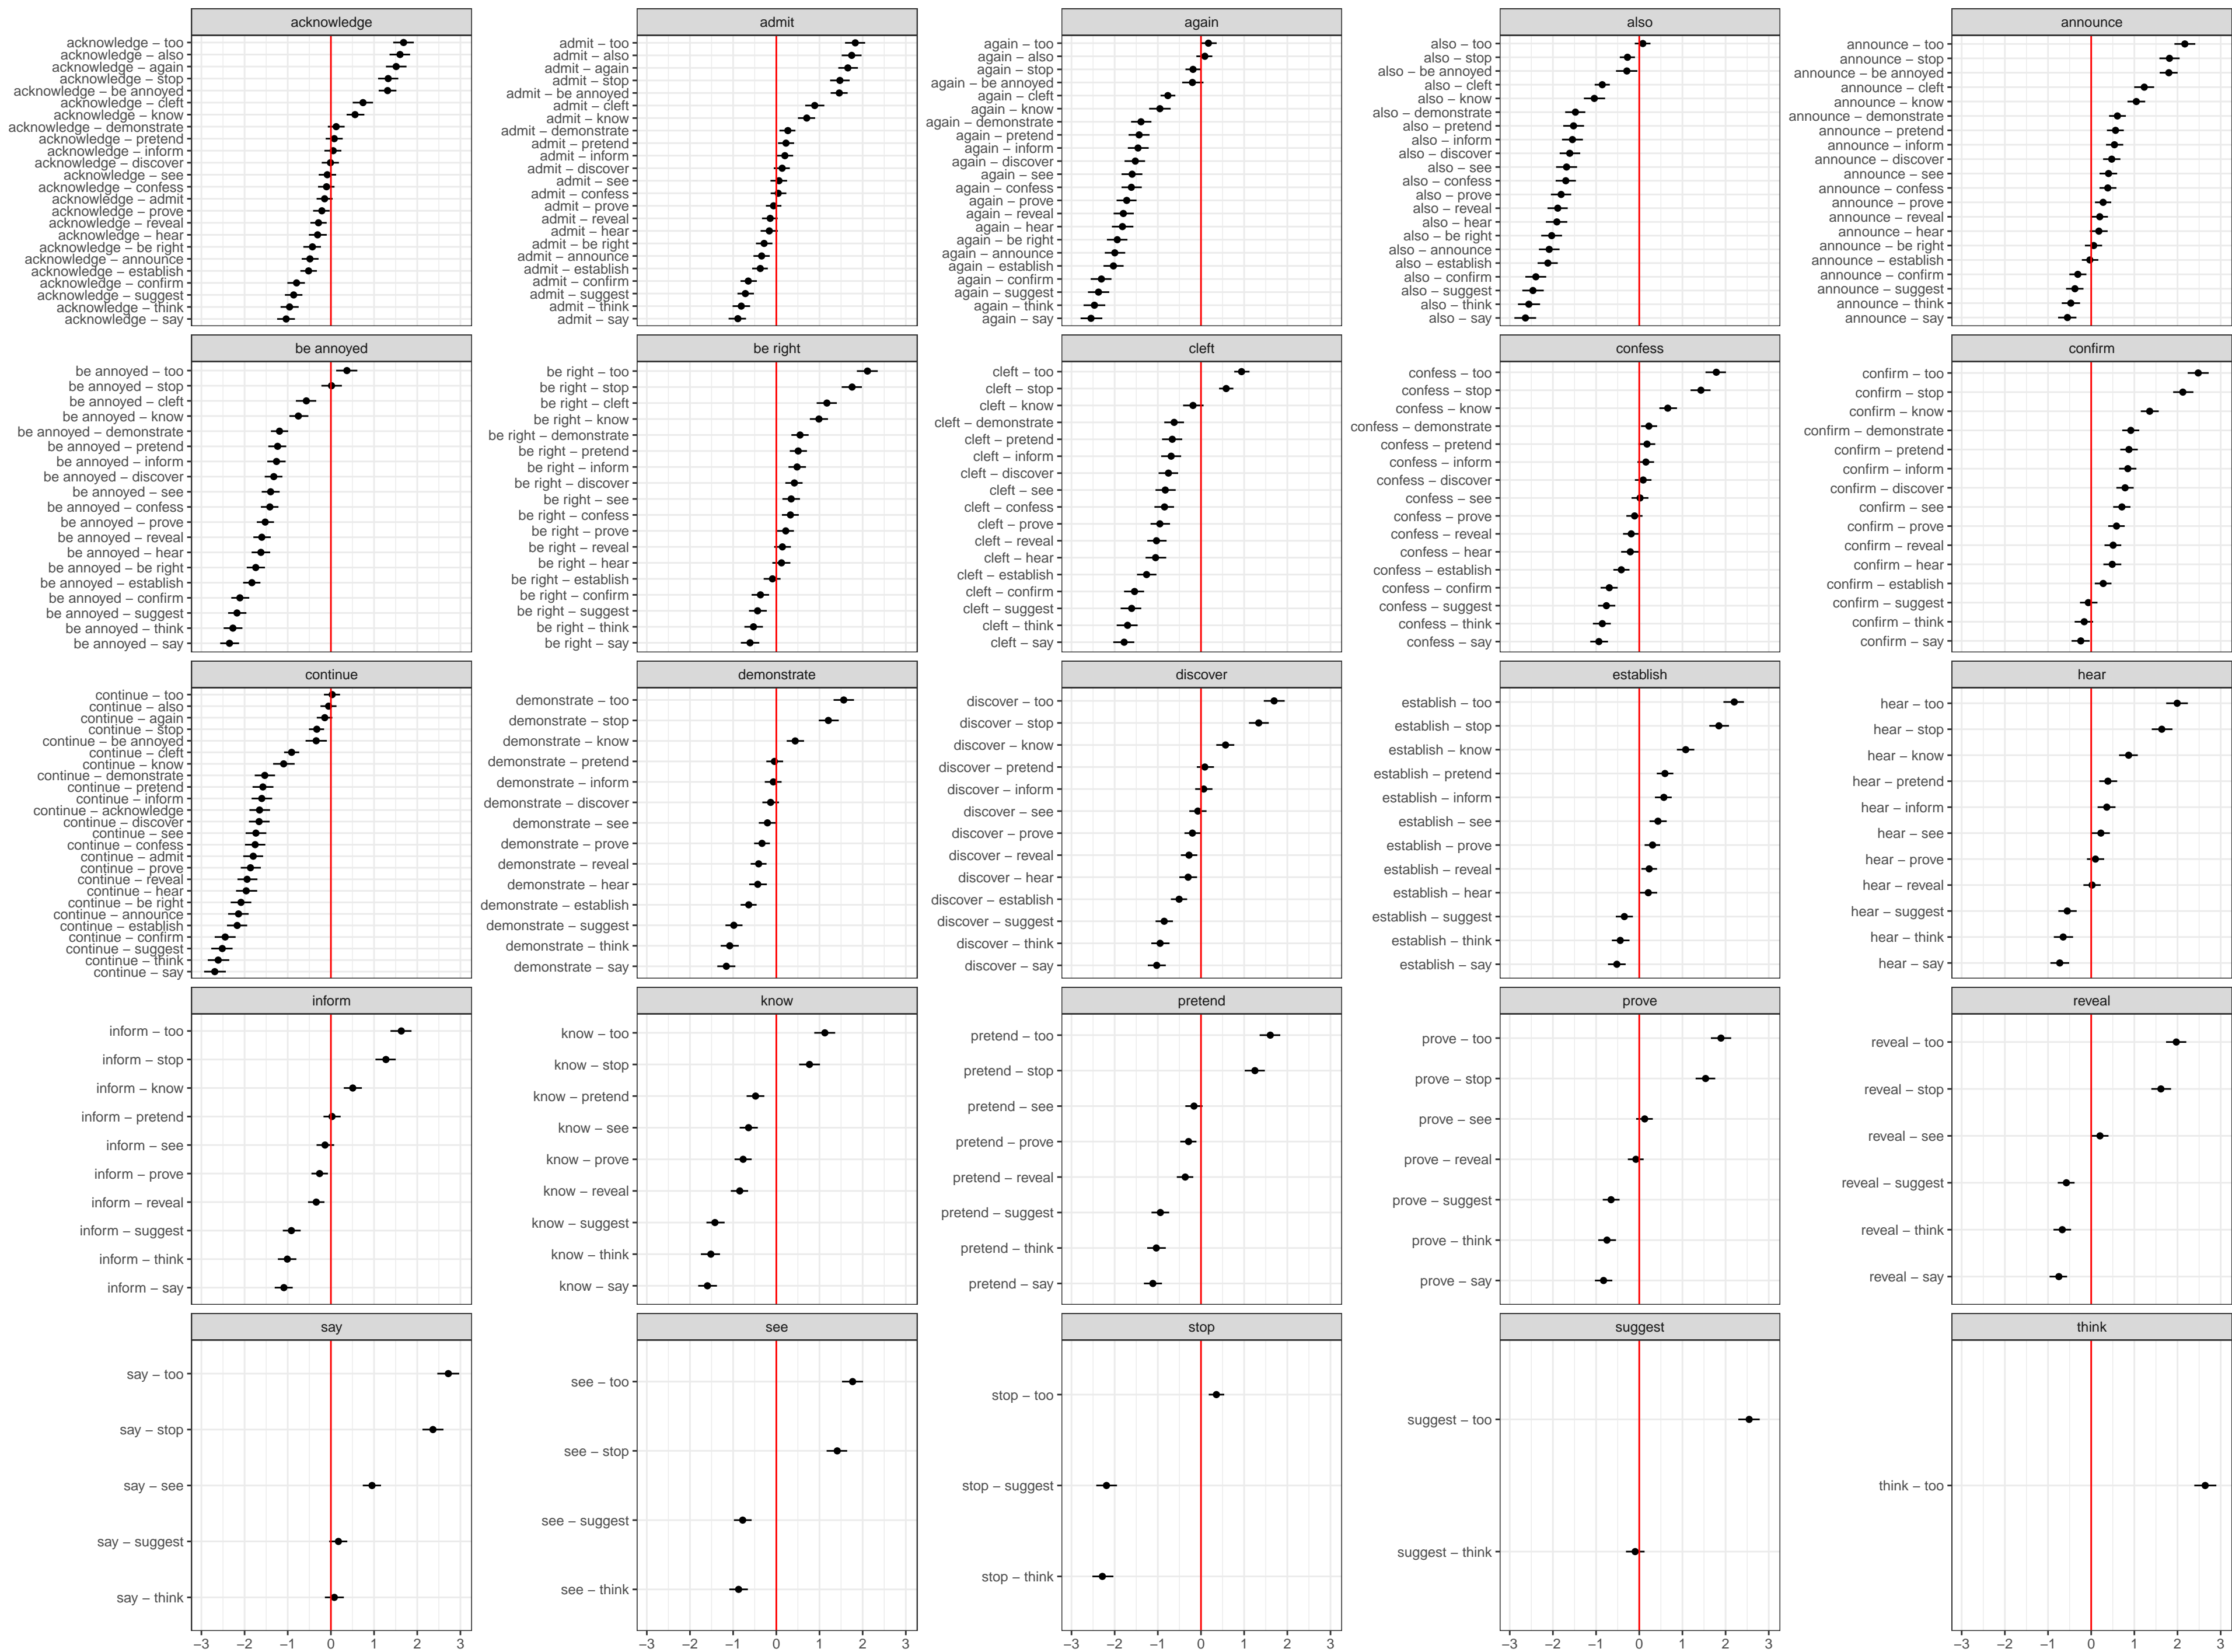 acknowledge
acknowledge – too
acknowledge – also
acknowledge – again
acknowledge – stop
acknowledge – be annoyed
acknowledge – cleft
acknowledge – know
acknowledge – demonstrate
acknowledge – pretend
acknowledge – inform
acknowledge – discover
acknowledge – see
acknowledge – confess
acknowledge – admit
acknowledge – prove
acknowledge – reveal
acknowledge – hear
acknowledge – be right
acknowledge – announce
acknowledge – establish
acknowledge – confirm
acknowledge – suggest
acknowledge – think
acknowledge – say
admit
admit – too
admit – also
admit – again
admit – stop
admit – be annoyed
admit – cleft
admit – know
admit – demonstrate
admit – pretend
admit – inform
admit – discover
admit – see
admit – confess
admit – prove
admit – reveal
admit – hear
admit – be right
admit – announce
admit – establish
admit – confirm
admit – suggest
admit – think
admit – say
again
again – too
again – also
again – stop
again – be annoyed
again – cleft
again – know
again – demonstrate
again – pretend
again – inform
again – discover
again – see
again – confess
again – prove
again – reveal
again – hear
again – be right
again – announce
again – establish
again – confirm
again – suggest
again – think
again – say
also
also – too
also – stop
also – be annoyed
also – cleft
also – know
also – demonstrate
also – pretend
also – inform
also – discover
also – see
also – confess
also – prove
also – reveal
also – hear
also – be right
also – announce
also – establish
also – confirm
also – suggest
also – think
also – say
announce
announce – too
announce – stop
announce – be annoyed
announce – cleft
announce – know
announce – demonstrate
announce – pretend
announce – inform
announce – discover
announce – see
announce – confess
announce – prove
announce – reveal
announce – hear
announce – be right
announce – establish
announce – confirm
announce – suggest
announce – think
announce – say
be annoyed
be annoyed – too
be annoyed – stop
be annoyed – cleft
be annoyed – know
be annoyed – demonstrate
be annoyed – pretend
be annoyed – inform
be annoyed – discover
be annoyed – see
be annoyed – confess
be annoyed – prove
be annoyed – reveal
be annoyed – hear
be annoyed – be right
be annoyed – establish
be annoyed – confirm
be annoyed – suggest
be annoyed – think
be annoyed – say
be right
be right – too
be right – stop
be right – cleft
be right – know
be right – demonstrate
be right – pretend
be right – inform
be right – discover
be right – see
be right – confess
be right – prove
be right – reveal
be right – hear
be right – establish
be right – confirm
be right – suggest
be right – think
be right – say
cleft
cleft – too
cleft – stop
cleft – know
cleft – demonstrate
cleft – pretend
cleft – inform
cleft – discover
cleft – see
cleft – confess
cleft – prove
cleft – reveal
cleft – hear
cleft – establish
cleft – confirm
cleft – suggest
cleft – think
cleft – say
confess
confess – too
confess – stop
confess – know
confess – demonstrate
confess – pretend
confess – inform
confess – discover
confess – see
confess – prove
confess – reveal
confess – hear
confess – establish
confess – confirm
confess – suggest
confess – think
confess – say
confirm
confirm – too
confirm – stop
confirm – know
confirm – demonstrate
confirm – pretend
confirm – inform
confirm – discover
confirm – see
confirm – prove
confirm – reveal
confirm – hear
confirm – establish
confirm – suggest
confirm – think
confirm – say
continue
continue – too
continue – also
continue – again
continue – stop
continue – be annoyed
continue – cleft
continue – know
continue – demonstrate
continue – pretend
continue – inform
continue – acknowledge
continue – discover
continue – see
continue – confess
continue – admit
continue – prove
continue – reveal
continue – hear
continue – be right
continue – announce
continue – establish
continue – confirm
continue – suggest
continue – think
continue – say
demonstrate
demonstrate – too
demonstrate – stop
demonstrate – know
demonstrate – pretend
demonstrate – inform
demonstrate – discover
demonstrate – see
demonstrate – prove
demonstrate – reveal
demonstrate – hear
demonstrate – establish
demonstrate – suggest
demonstrate – think
demonstrate – say
discover
discover – too
discover – stop
discover – know
discover – pretend
discover – inform
discover – see
discover – prove
discover – reveal
discover – hear
discover – establish
discover – suggest
discover – think
discover – say
establish
establish – too
establish – stop
establish – know
establish – pretend
establish – inform
establish – see
establish – prove
establish – reveal
establish – hear
establish – suggest
establish – think
establish – say
hear
hear – too
hear – stop
hear – know
hear – pretend
hear – inform
hear – see
hear – prove
hear – reveal
hear – suggest
hear – think
hear – say
inform
inform – too
inform – stop
inform – know
inform – pretend
inform – see
inform – prove
inform – reveal
inform – suggest
inform – think
inform – say
know
know – too
know – stop
know – pretend
know – see
know – prove
know – reveal
know – suggest
know – think
know – say
pretend
pretend – too
pretend – stop
pretend – see
pretend – prove
pretend – reveal
pretend – suggest
pretend – think
pretend – say
prove
prove – too
prove – stop
prove – see
prove – reveal
prove – suggest
prove – think
prove – say
reveal
reveal – too
reveal – stop
reveal – see
reveal – suggest
reveal – think
reveal – say
say
say – too
say – stop
say – see
say – suggest
say – think
−3 −2 −1 0 1 2 3
see
see – too
see – stop
see – suggest
see – think
−3 −2 −1 0 1 2 3
stop
stop – too
stop – suggest
stop – think
−3 −2 −1 0 1 2 3
suggest
suggest – too
suggest – think
−3 −2 −1 0 1 2 3
think
think – too
−3 −2 −1 0 1 2 3